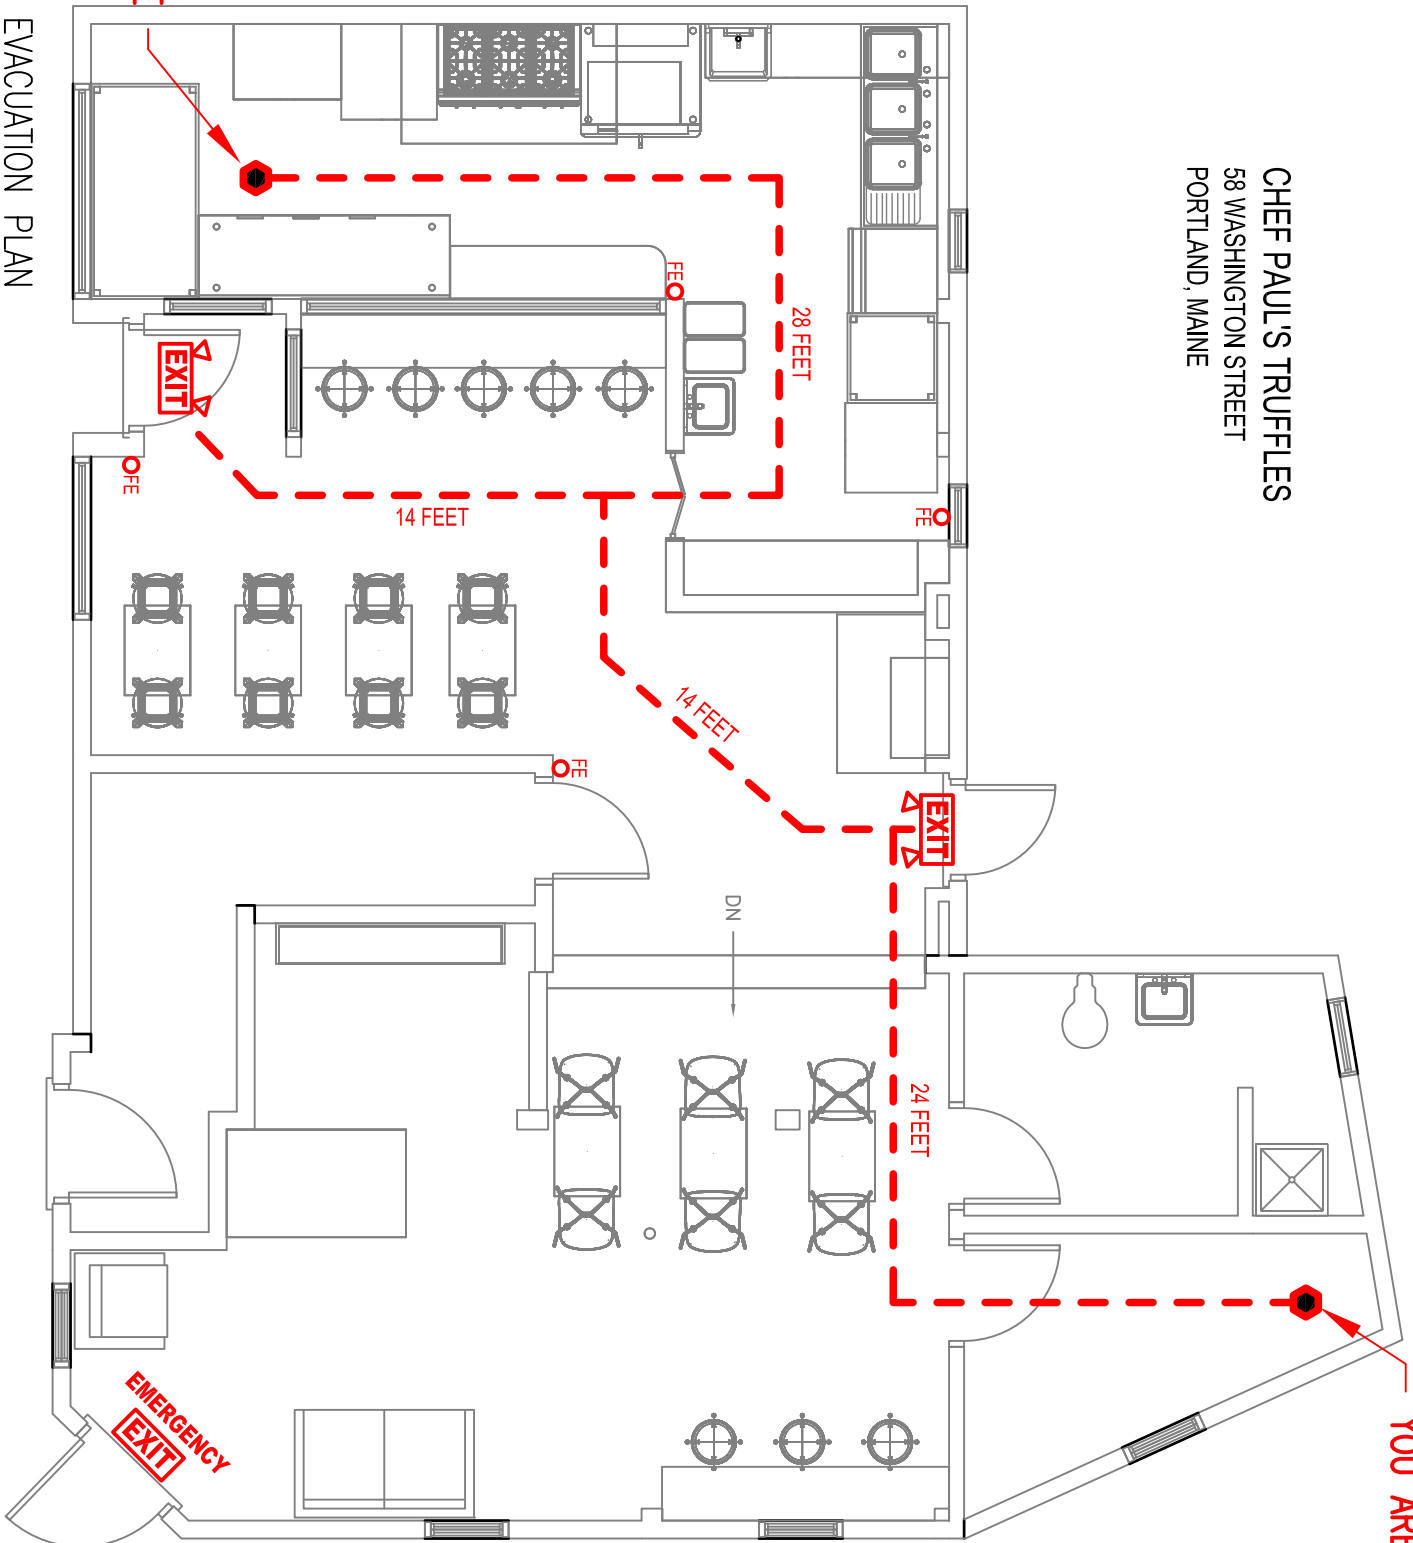 CHEF PAUL'S TRUFFLES
58 WASHINGTON STREET
PORTLAND, MAINE
YOU ARE
28 FEET
FE
FE
FE
FE
EXIT
14 FEET
14 FEET
EXIT
DN
24 FEET
EMERGENCY
EXIT
EVACUATION PLAN